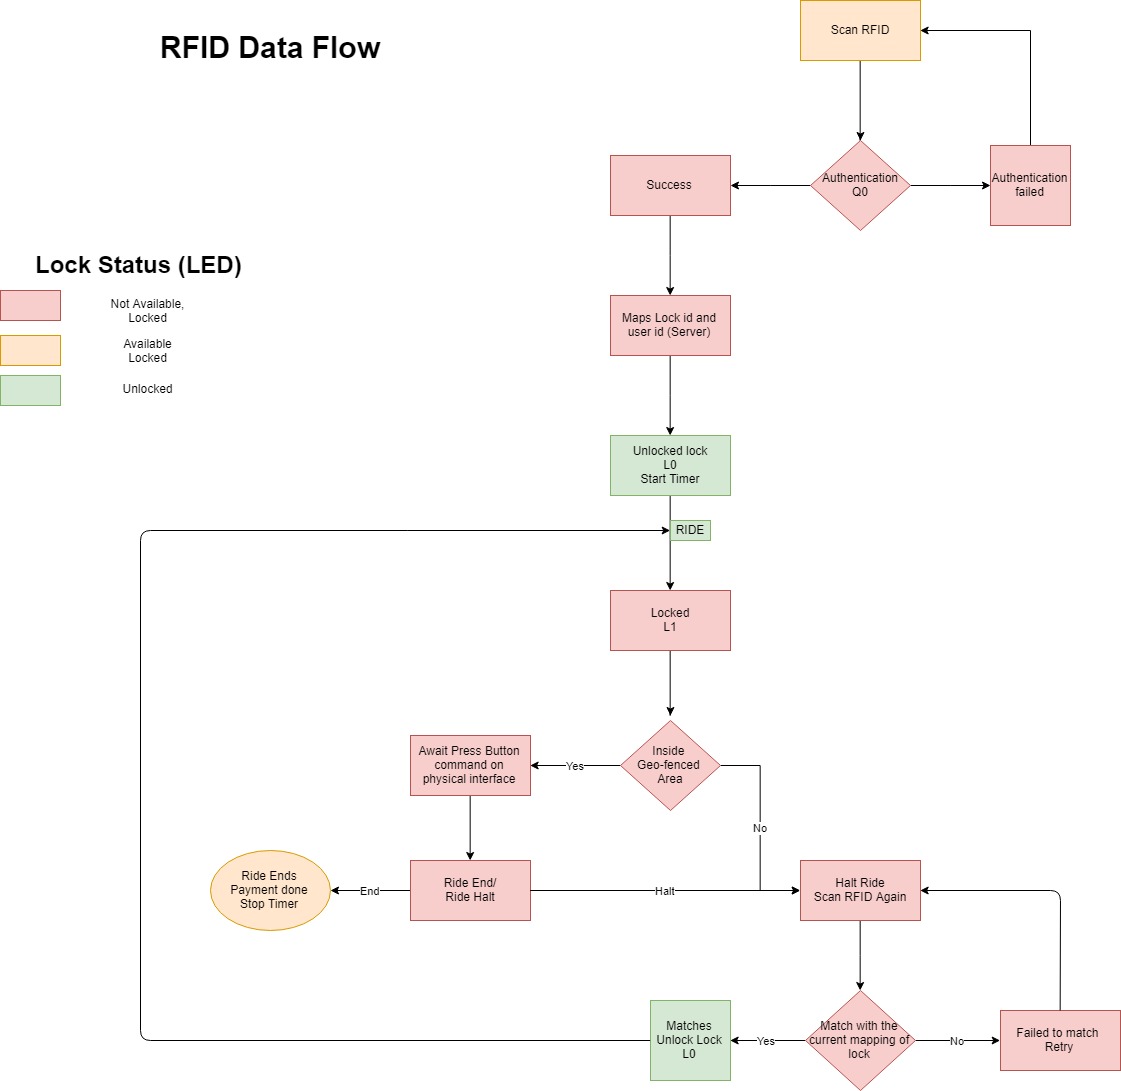 RFID Data Flow
Scan RFID
Success
Authentication
Q0
Authentication
failed
Lock Status (LED)
Not Available,
Locked
Available
Locked
Unlocked
Maps Lock id and
user id (Server)
Unlocked lock
L0
Start Timer
RIDE
Locked
L1
Await Press Button
command on
physical interface
Yes
Inside
Geo-fenced
Area
No
Ride Ends
Payment done
Stop Timer
End
Ride End/
Ride Halt
Halt
Halt Ride
Scan RFID Again
Matches
Unlock Lock
L0
Yes
Match with the
current mapping of
lock
No
Failed to match
Retry